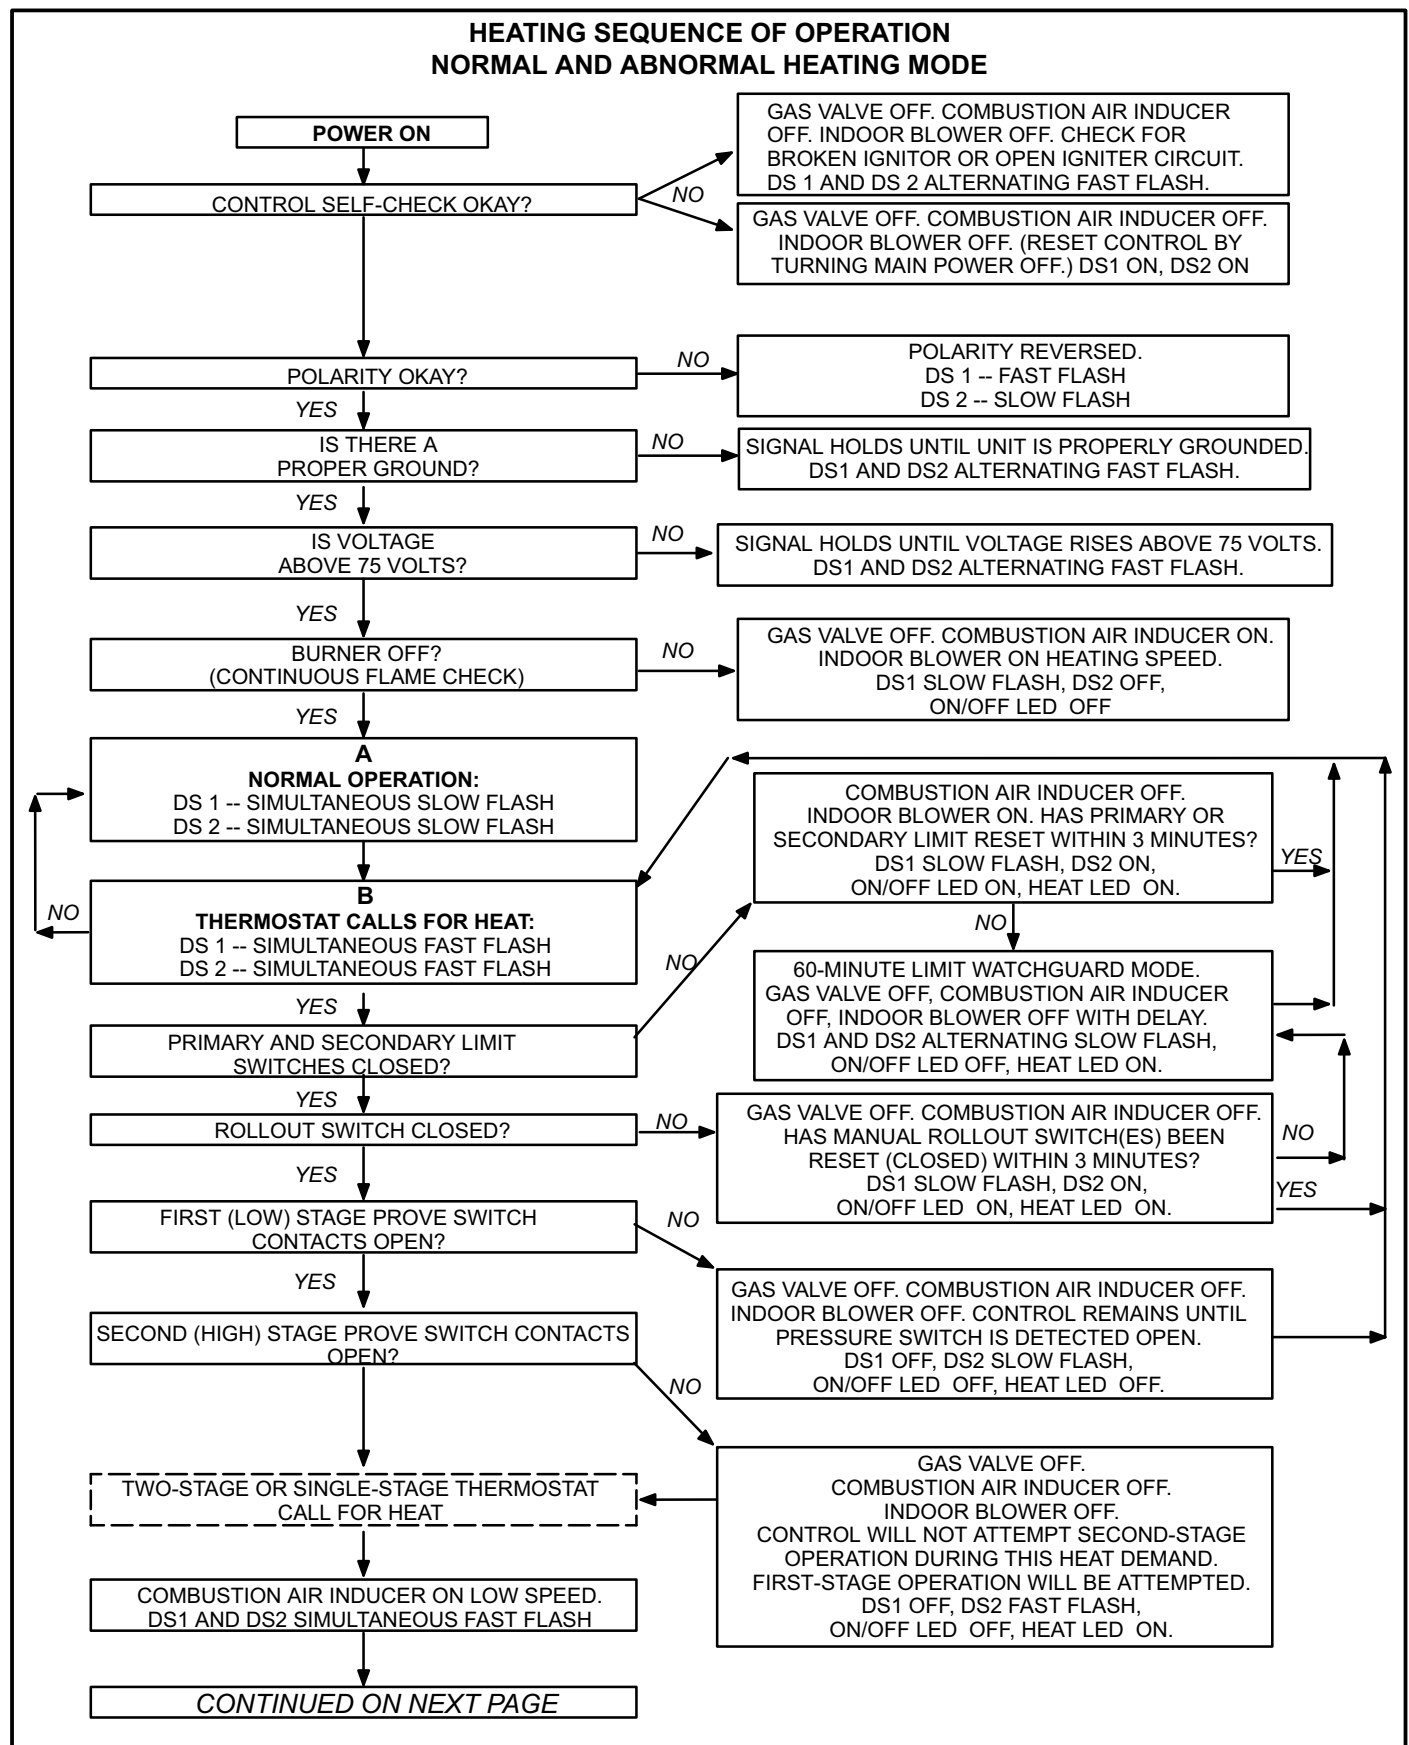 HEATING SEQUENCE OF OPERATION
NORMAL AND ABNORMAL HEATING MODE
POWER ON
GAS VALVE OFF. COMBUSTION AIR INDUCER
OFF. INDOOR BLOWER OFF. CHECK FOR
BROKEN IGNITOR OR OPEN IGNITER CIRCUIT.
DS 1 AND DS 2 ALTERNATING FAST FLASH.
CONTROL SELF-CHECK OKAY?
NO
GAS VALVE OFF. COMBUSTION AIR INDUCER OFF.
INDOOR BLOWER OFF. (RESET CONTROL BY
TURNING MAIN POWER OFF.) DS1 ON, DS2 ON
POLARITY OKAY?
NO
POLARITY REVERSED.
DS 1 -- FAST FLASH
DS 2 -- SLOW FLASH
YES
IS THERE A
PROPER GROUND?
NO
SIGNAL HOLDS UNTIL UNIT IS PROPERLY GROUNDED.
DS1 AND DS2 ALTERNATING FAST FLASH.
YES
IS VOLTAGE
ABOVE 75 VOLTS?
NO
SIGNAL HOLDS UNTIL VOLTAGE RISES ABOVE 75 VOLTS.
DS1 AND DS2 ALTERNATING FAST FLASH.
YES
BURNER OFF?
(CONTINUOUS FLAME CHECK)
NO
GAS VALVE OFF. COMBUSTION AIR INDUCER ON.
INDOOR BLOWER ON HEATING SPEED.
DS1 SLOW FLASH, DS2 OFF,
ON/OFF LED OFF
YES
A
NORMAL OPERATION:
DS 1 -- SIMULTANEOUS SLOW FLASH
DS 2 -- SIMULTANEOUS SLOW FLASH
COMBUSTION AIR INDUCER OFF.
INDOOR BLOWER ON. HAS PRIMARY OR
SECONDARY LIMIT RESET WITHIN 3 MINUTES?
DS1 SLOW FLASH, DS2 ON,
ON/OFF LED ON, HEAT LED ON.
YES
NO
B
THERMOSTAT CALLS FOR HEAT:
DS 1 -- SIMULTANEOUS FAST FLASH
DS 2 -- SIMULTANEOUS FAST FLASH
NO
NO
60-MINUTE LIMIT WATCHGUARD MODE.
GAS VALVE OFF, COMBUSTION AIR INDUCER
OFF, INDOOR BLOWER OFF WITH DELAY.
DS1 AND DS2 ALTERNATING SLOW FLASH,
ON/OFF LED OFF, HEAT LED ON.
YES
PRIMARY AND SECONDARY LIMIT
SWITCHES CLOSED?
YES
ROLLOUT SWITCH CLOSED?
NO
GAS VALVE OFF. COMBUSTION AIR INDUCER OFF.
HAS MANUAL ROLLOUT SWITCH(ES) BEEN
RESET (CLOSED) WITHIN 3 MINUTES?
DS1 SLOW FLASH, DS2 ON,
ON/OFF LED ON, HEAT LED ON.
NO
YES
YES
FIRST (LOW) STAGE PROVE SWITCH
CONTACTS OPEN?
NO
GAS VALVE OFF. COMBUSTION AIR INDUCER OFF.
INDOOR BLOWER OFF. CONTROL REMAINS UNTIL
PRESSURE SWITCH IS DETECTED OPEN.
DS1 OFF, DS2 SLOW FLASH,
ON/OFF LED OFF, HEAT LED OFF.
YES
SECOND (HIGH) STAGE PROVE SWITCH CONTACTS
OPEN?
NO
GAS VALVE OFF.
COMBUSTION AIR INDUCER OFF.
INDOOR BLOWER OFF.
CONTROL WILL NOT ATTEMPT SECOND-STAGE
OPERATION DURING THIS HEAT DEMAND.
FIRST-STAGE OPERATION WILL BE ATTEMPTED.
DS1 OFF, DS2 FAST FLASH,
ON/OFF LED OFF, HEAT LED ON.
TWO-STAGE OR SINGLE-STAGE THERMOSTAT
CALL FOR HEAT
COMBUSTION AIR INDUCER ON LOW SPEED.
DS1 AND DS2 SIMULTANEOUS FAST FLASH
CONTINUED ON NEXT PAGE